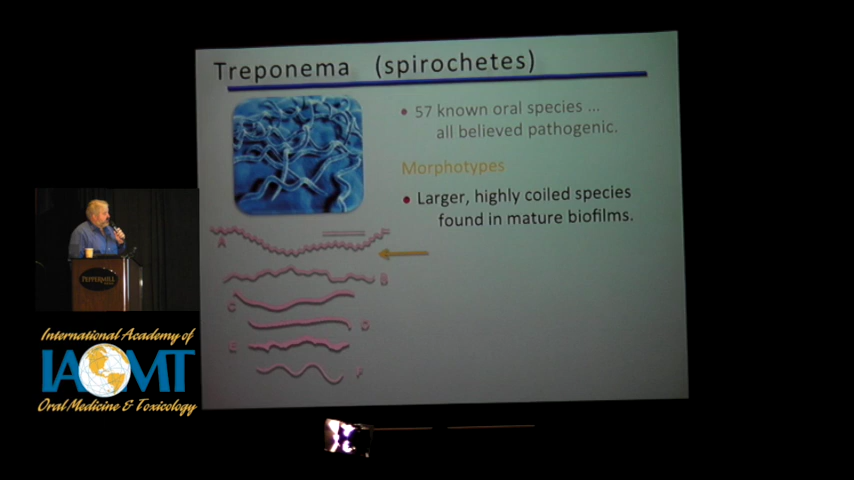 Treponema (spirochetes)
• 57 known oral species ...
all believed pathogenic.
Morphotypes
• Larger, highly coiled species
found in mature biofilms.
A
B
C
D
E
F
PEPPERMILL
International Academy of
IAOMT
Oral Medicine & Toxicology